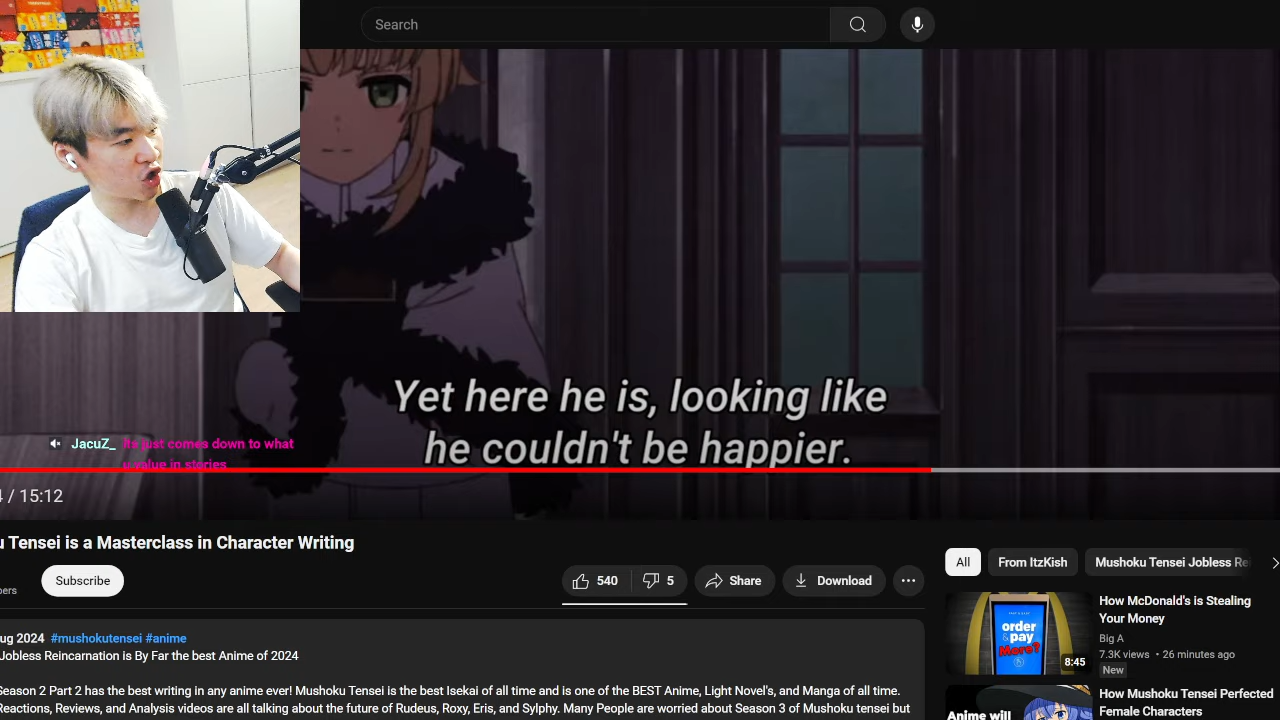 Search
Yet here he is, looking like
he couldn't be happier.
JacuZ_ Its just comes down to what
u value in stories
/ 15:12
Tensei is a Masterclass in Character Writing
Subscribe
540
5
Share
Download
All
From ItzKish
Mushoku Tensei Jobless Re
2024 #mushokutensei #anime
Jobless Reincarnation is By Far the best Anime of 2024
Season 2 Part 2 has the best writing in any anime ever! Mushoku Tensei is the best Isekai of all time and is one of the BEST Anime, Light Novel's, and Manga of all time.
Reactions, Reviews, and Analysis videos are all talking about the future of Rudeus, Roxy, Eris, and Sylphy. Many People are worried about Season 3 of Mushoku tensei but
order
& pay
More?
8:45
How McDonald's is Stealing
Your Money
Big A
7.3K views • 26 minutes ago
New
Anime will
How Mushoku Tensei Perfected
Female Characters